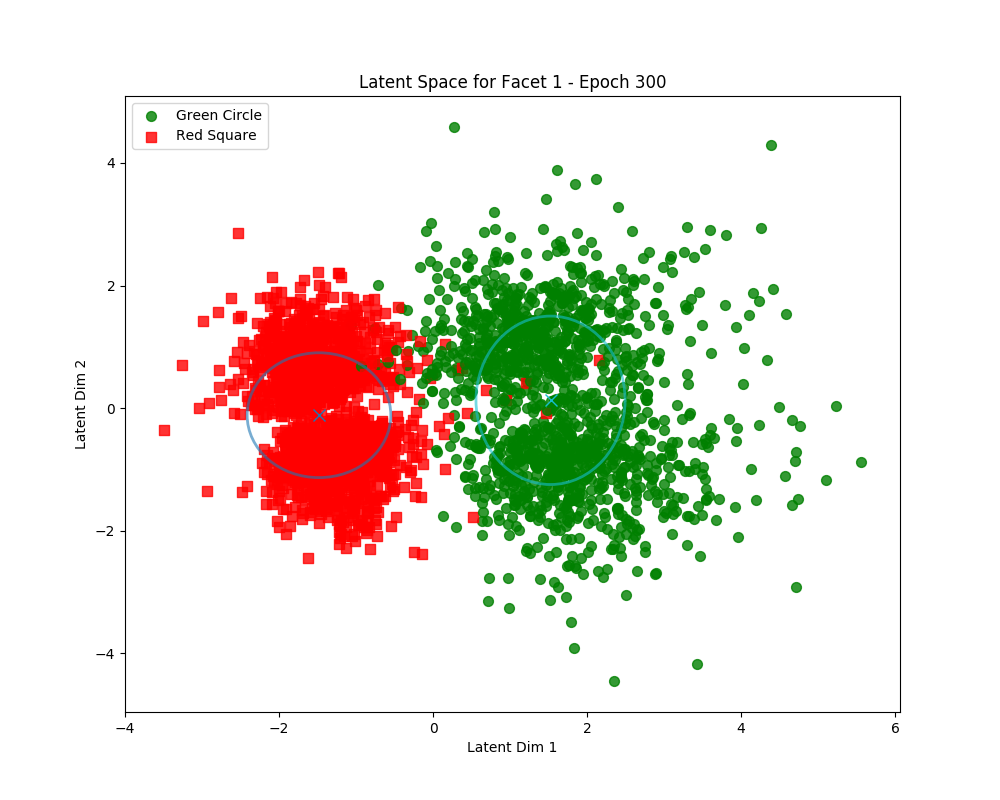 Latent Space for Facet 1 - Epoch 300
Green Circle
Red Square
4
2
0
−2
−4
Latent Dim 2
−4 −2 0 2 4 6
Latent Dim 1